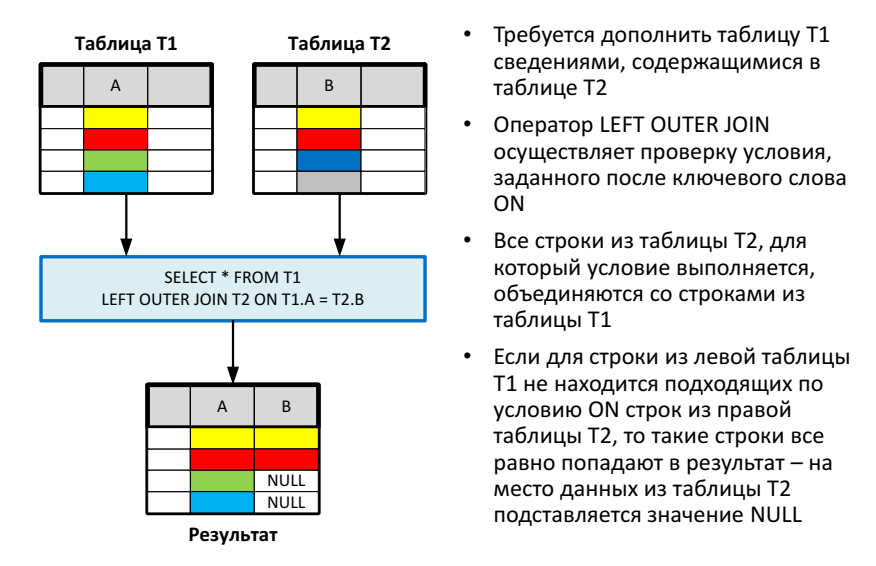 Таблица T1
Таблица T2
A
B
SELECT * FROM T1
LEFT OUTER JOIN T2 ON T1.A = T2.B
A
B
NULL
NULL
Результат
• Требуется дополнить таблицу T1
сведениями, содержащимися в
таблице T2
• Оператор LEFT OUTER JOIN
осуществляет проверку условия,
заданного после ключевого слова
ON
• Все строки из таблицы T2, для
который условие выполняется,
объединяются со строками из
таблицы T1
• Если для строки из левой таблицы
T1 не находится подходящих по
условию ON строк из правой
таблицы T2, то такие строки все
равно попадают в результат – на
место данных из таблицы T2
подставляется значение NULL